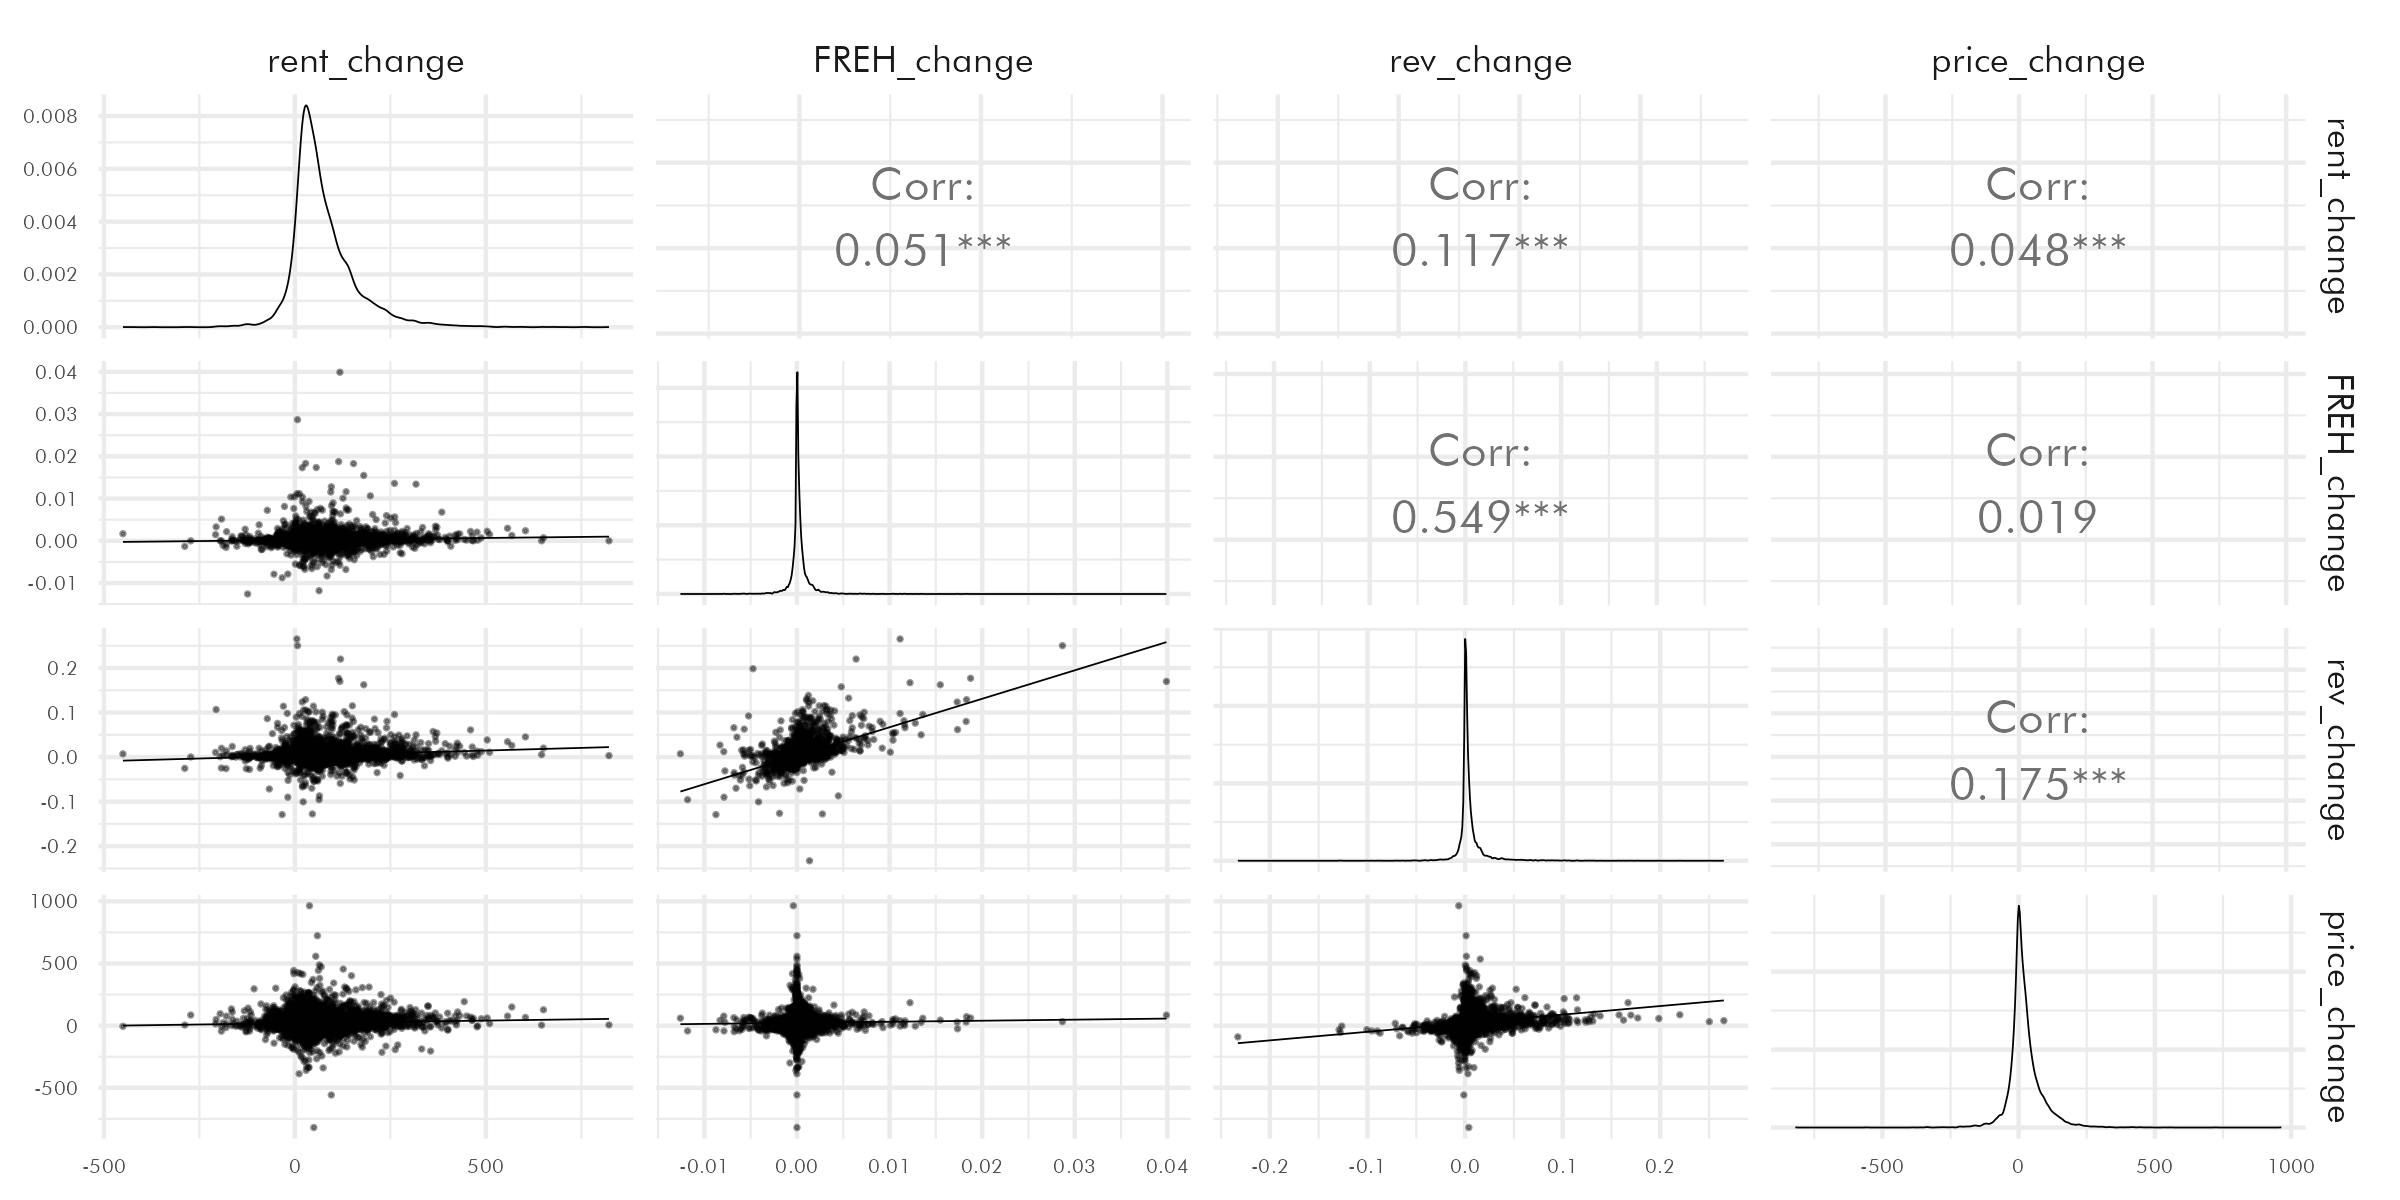 rent_change FREH_change rev_change price_change
0.008
0.006
0.004
0.002
0.000
Corr:
0.051***
Corr:
0.117***
Corr:
0.048***
rent_change
0.04
0.03
0.02
0.01
0.00
-0.01
Corr:
0.549***
Corr:
0.019
FREH_change
0.2
0.1
0.0
-0.1
-0.2
Corr:
0.175***
rev_change
1000
500
0
-500
price_change
-500 0 500 -0.01 0.00 0.01 0.02 0.03 0.04 -0.2 -0.1 0.0 0.1 0.2 -500 0 500 1000